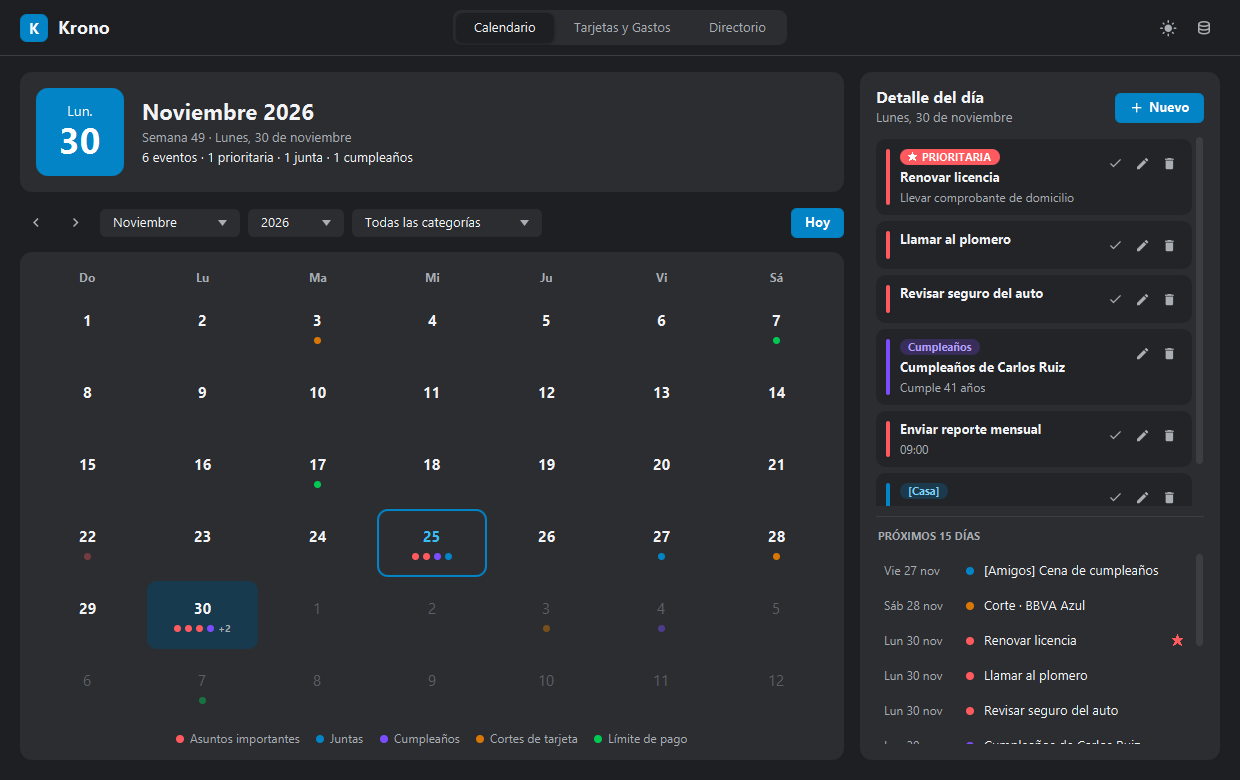 K Krono
Calendario Tarjetas y Gastos Directorio
Lun.
30
Noviembre 2026
Semana 49 · Lunes, 30 de noviembre
6 eventos · 1 prioritaria · 1 junta · 1 cumpleaños
Noviembre 2026 Todas las categorías Hoy
Do Lu Ma Mi Ju Vi Sá
1 2 3 4 5 6 7
8 9 10 11 12 13 14
15 16 17 18 19 20 21
22 23 24 25 26 27 28
29 30 1 2 3 4 5
+2
6 7 8 9 10 11 12
Asuntos importantes Juntas Cumpleaños Cortes de tarjeta Límite de pago
Detalle del día
Lunes, 30 de noviembre
+ Nuevo
★ PRIORITARIA
Renovar licencia
Llevar comprobante de domicilio
Llamar al plomero
Revisar seguro del auto
Cumpleaños
Cumpleaños de Carlos Ruiz
Cumple 41 años
Enviar reporte mensual
09:00
[Casa]
PRÓXIMOS 15 DÍAS
Vie 27 nov [Amigos] Cena de cumpleaños
Sáb 28 nov Corte · BBVA Azul
Lun 30 nov Renovar licencia
Lun 30 nov Llamar al plomero
Lun 30 nov Revisar seguro del auto
Lun 30 Cumpleaños de Carlos Ruiz